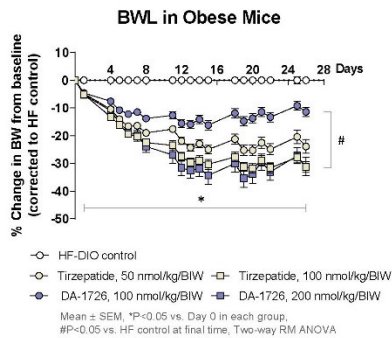 BWL in Obese Mice
% Change in BW from baseline
(corrected to HF control)
10
0
-10
-20
-30
-40
-50
0
4
8
12
16
20
24
28
Days
*
#
HF-DIO control
Tirzepatide, 50 nmol/kg/BIW
Tirzepatide, 100 nmol/kg/BIW
DA-1726, 100 nmol/kg/BIW
DA-1726, 200 nmol/kg/BIW
Mean ± SEM, *P<0.05 vs. Day 0 in each group,
#P<0.05 vs. HF control at final time, Two-way RM ANOVA